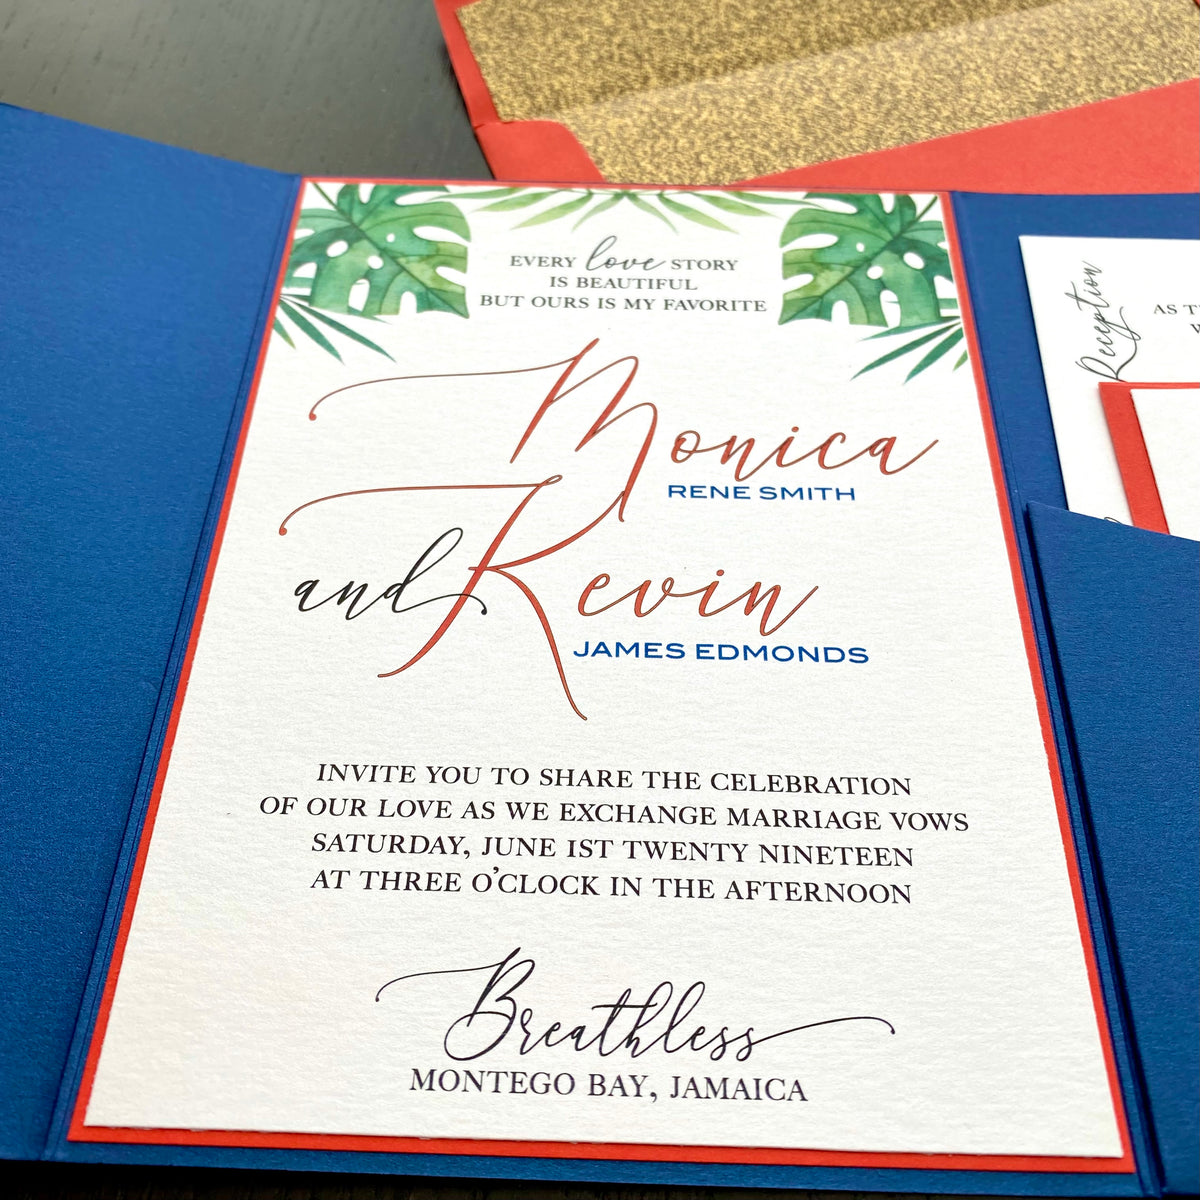 EVERY love STORY
IS BEAUTIFUL
BUT OURS IS MY FAVORITE
Monica
RENE SMITH
and Kevin
JAMES EDMONDS
INVITE YOU TO SHARE THE CELEBRATION
OF OUR LOVE AS WE EXCHANGE MARRIAGE VOWS
SATURDAY, JUNE 1ST TWENTY NINETEEN
AT THREE O'CLOCK IN THE AFTERNOON
Breathless
MONTEGO BAY, JAMAICA
Reception
AS